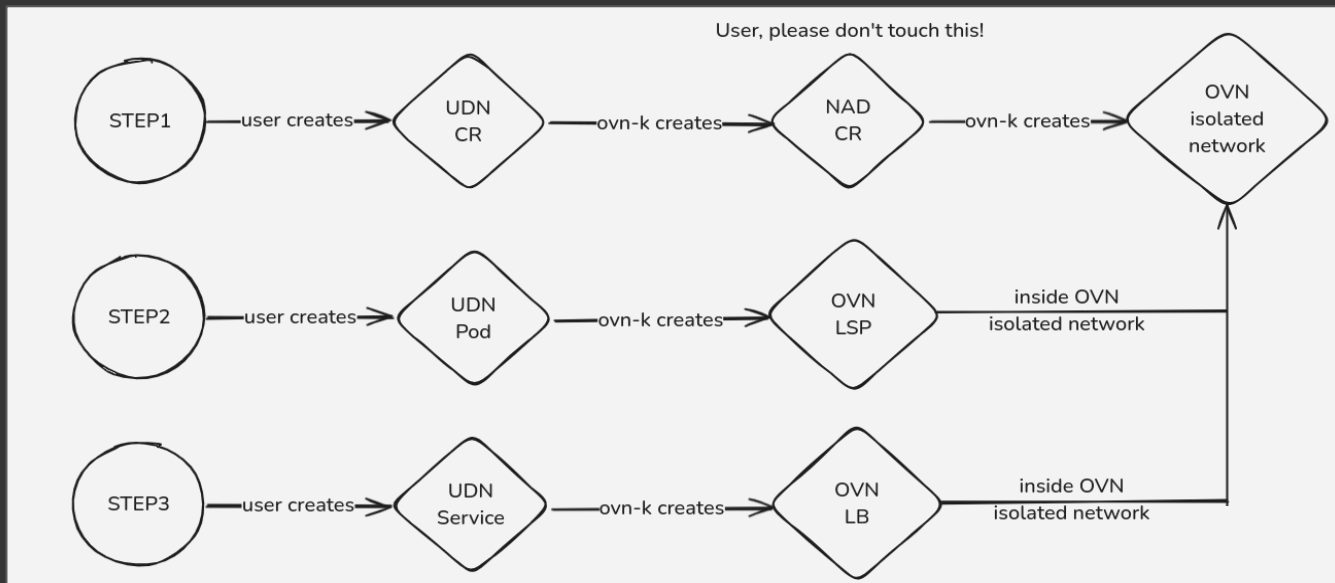 User, please don't touch this!
STEP1
user creates
UDN
CR
ovn-k creates
NAD
CR
ovn-k creates
OVN
isolated
network
STEP2
user creates
UDN
Pod
ovn-k creates
OVN
LSP
inside OVN
isolated network
STEP3
user creates
UDN
Service
ovn-k creates
OVN
LB
inside OVN
isolated network